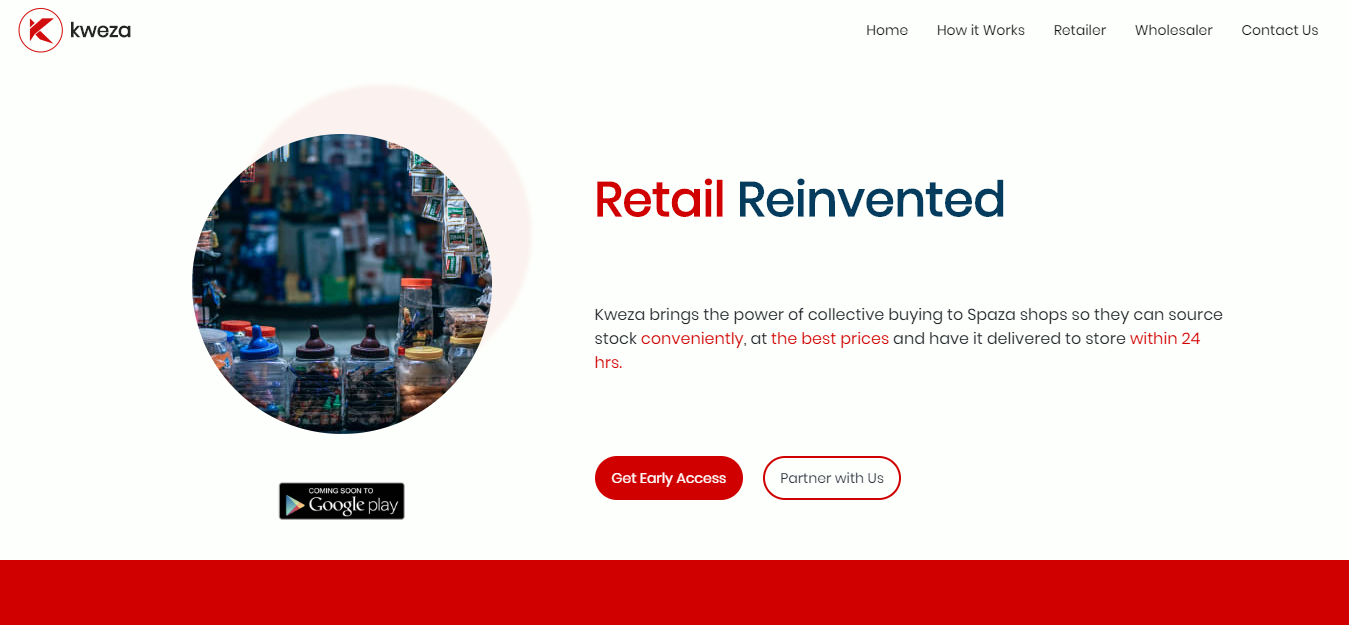 kweza
Home
How it Works
Retailer
Wholesaler
Contact Us
Retail Reinvented
Kweza brings the power of collective buying to Spaza shops so they can source
stock conveniently, at the best prices and have it delivered to store within 24
hrs.
Get Early Access
Partner with Us
COMING SOON TO
Google play